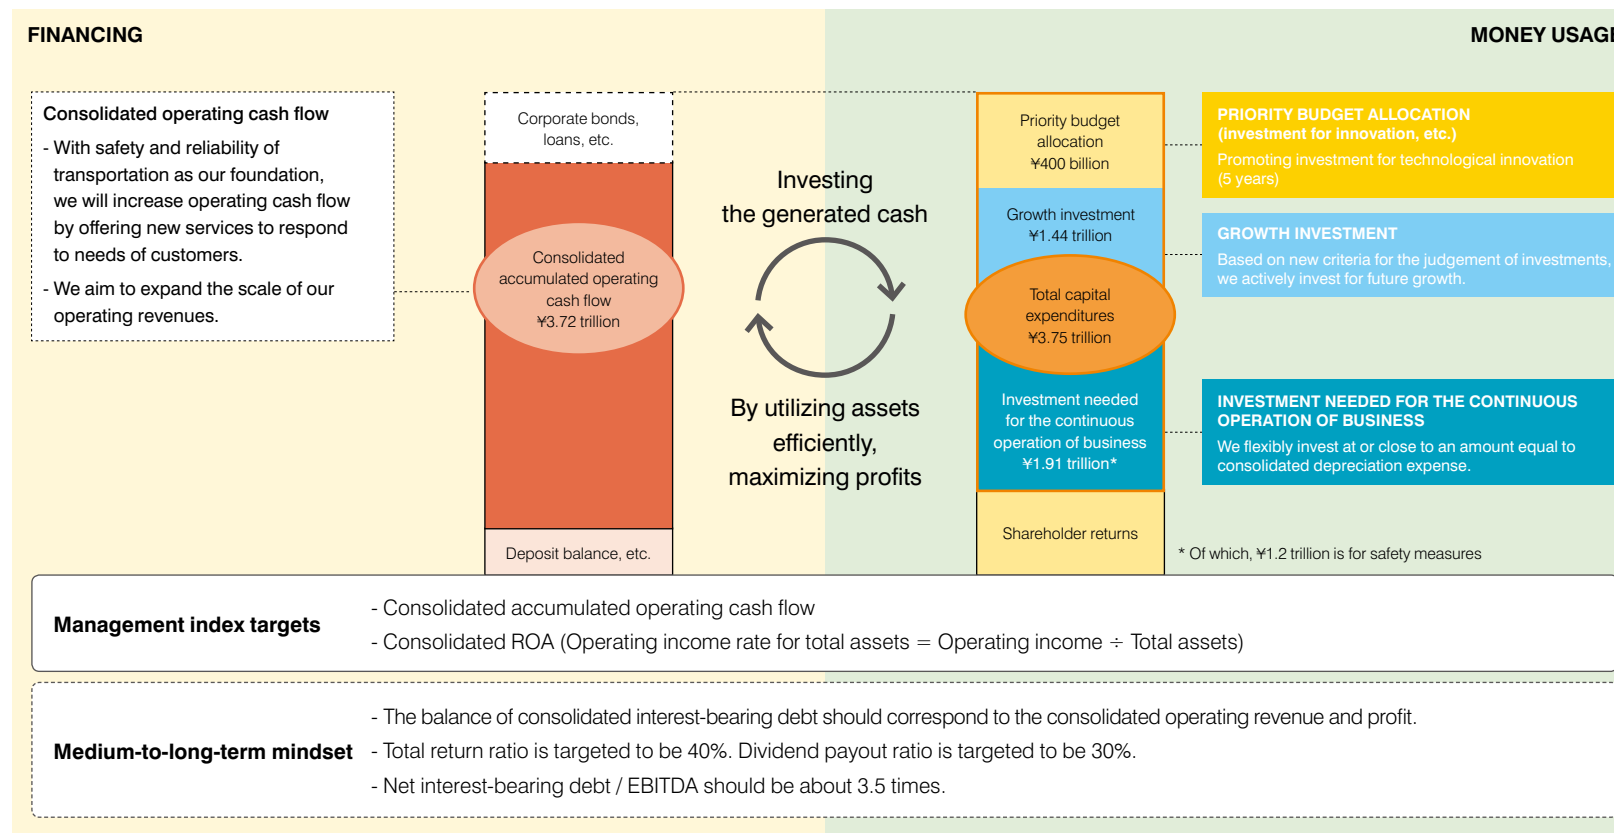 FINANCING
MONEY USAGE
Consolidated operating cash flow
- With safety and reliability of
transportation as our foundation,
we will increase operating cash flow
by offering new services to respond
to needs of customers.
- We aim to expand the scale of our
operating revenues.
Corporate bonds,
loans, etc.
Consolidated
accumulated operating
cash flow
¥3.72 trillion
Deposit balance, etc.
Investing
the generated cash
By utilizing assets
efficiently,
maximizing profits
Priority budget
allocation
¥400 billion
Growth investment
¥1.44 trillion
Total capital
expenditures
¥3.75 trillion
Investment needed
for the continuous
operation of business
¥1.91 trillion*
Shareholder returns
PRIORITY BUDGET ALLOCATION
(investment for innovation, etc.)
Promoting investment for technological innovation
(5 years)
GROWTH INVESTMENT
Based on new criteria for the judgement of investments,
we actively invest for future growth.
INVESTMENT NEEDED FOR THE CONTINUOUS
OPERATION OF BUSINESS
We flexibly invest at or close to an amount equal to
consolidated depreciation expense.
* Of which, ¥1.2 trillion is for safety measures
Management index targets
- Consolidated accumulated operating cash flow
- Consolidated ROA (Operating income rate for total assets = Operating income ÷ Total assets)
Medium-to-long-term mindset
- The balance of consolidated interest-bearing debt should correspond to the consolidated operating revenue and profit.
- Total return ratio is targeted to be 40%. Dividend payout ratio is targeted to be 30%.
- Net interest-bearing debt / EBITDA should be about 3.5 times.